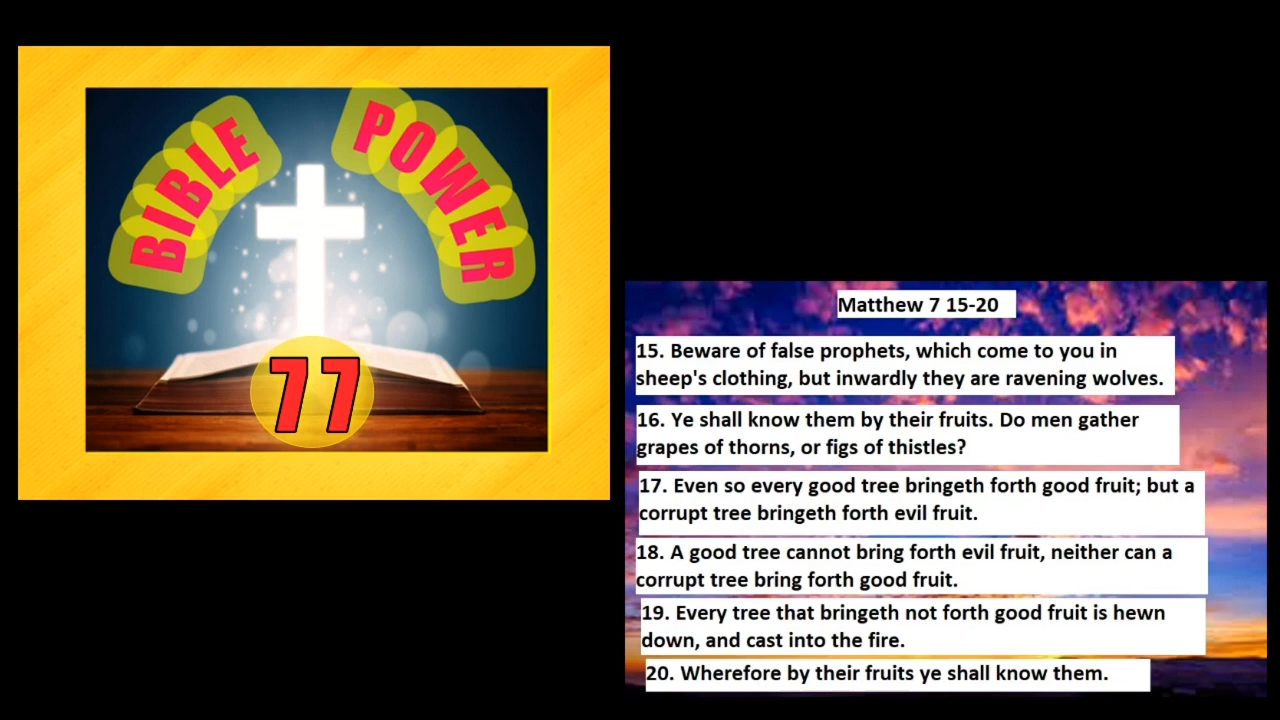 BIBLE POWER
77
Matthew 7 15-20
15. Beware of false prophets, which come to you in
sheep's clothing, but inwardly they are ravening wolves.
16. Ye shall know them by their fruits. Do men gather
grapes of thorns, or figs of thistles?
17. Even so every good tree bringeth forth good fruit; but a
corrupt tree bringeth forth evil fruit.
18. A good tree cannot bring forth evil fruit, neither can a
corrupt tree bring forth good fruit.
19. Every tree that bringeth not forth good fruit is hewn
down, and cast into the fire.
20. Wherefore by their fruits ye shall know them.